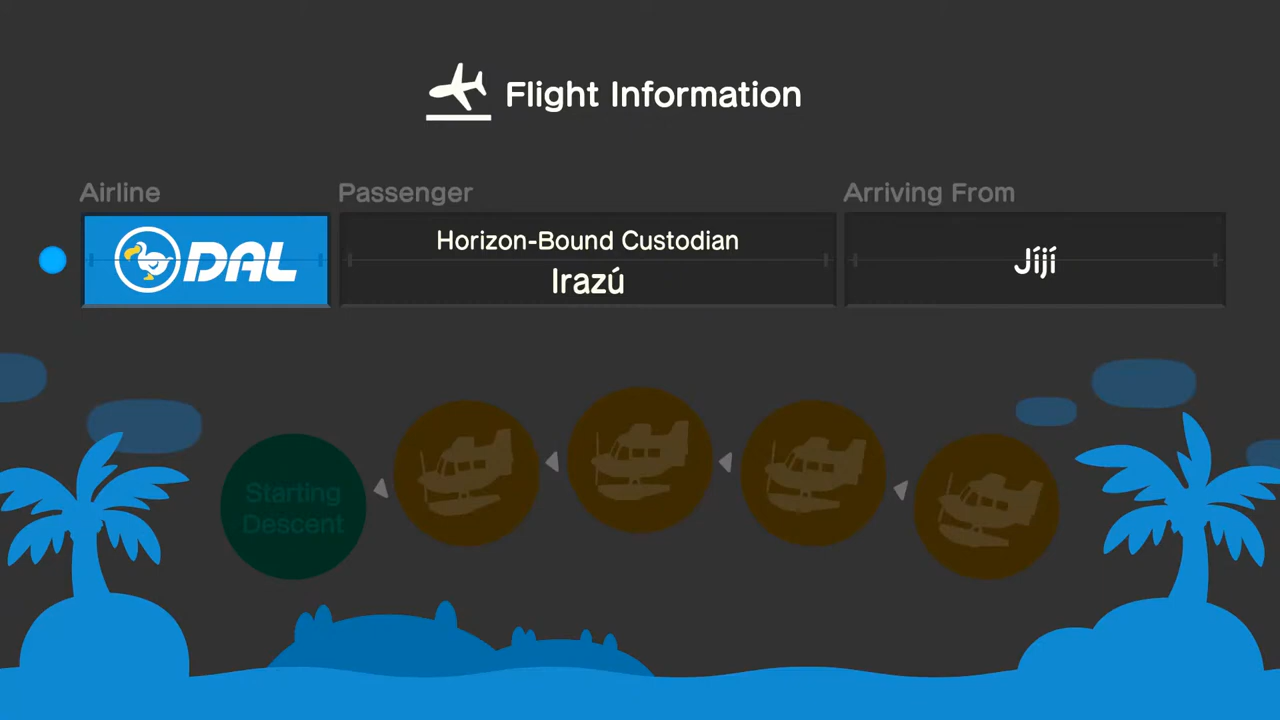 Flight Information
Airline
Passenger
Arriving From
DAL
Horizon-Bound Custodian
Irazú
Jíjí
Starting
Descent